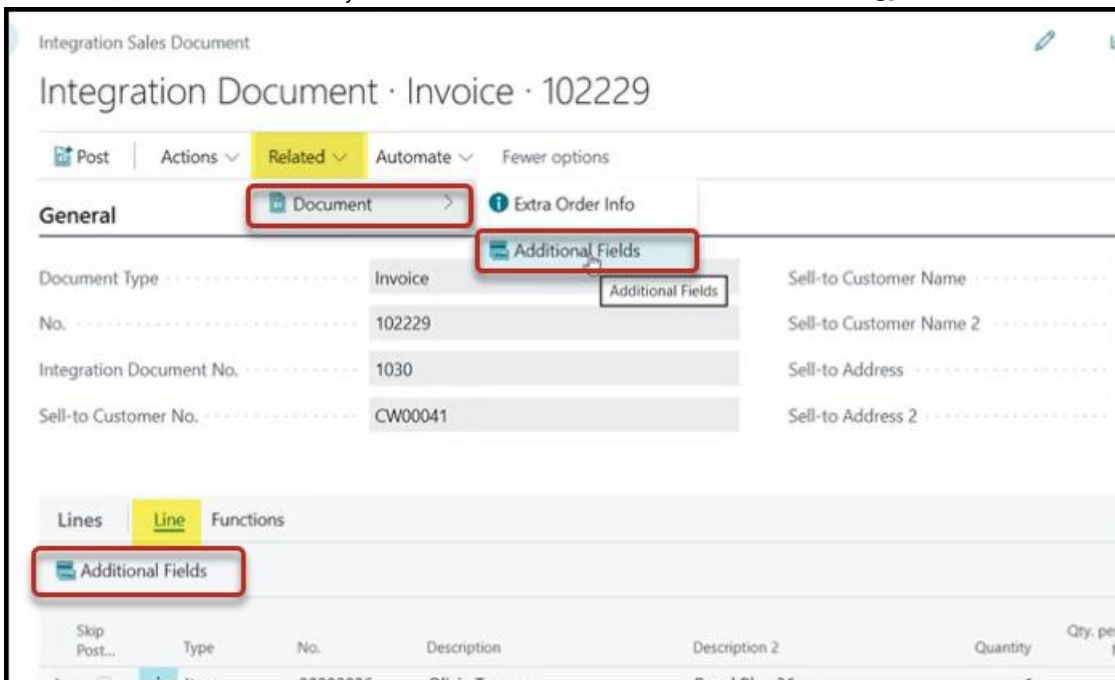 Integration Sales Document
Integration Document · Invoice · 102229
Post Actions Related Automate Fewer options
Document Extra Order Info
General
Additional Fields
Document Type Invoice Additional Fields Sell-to Customer Name
No. 102229 Sell-to Customer Name 2
Integration Document No. 1030 Sell-to Address
Sell-to Customer No. CW00041 Sell-to Address 2
Lines Line Functions
Additional Fields
Skip
Post... Type No. Description Description 2 Quantity Qty. per